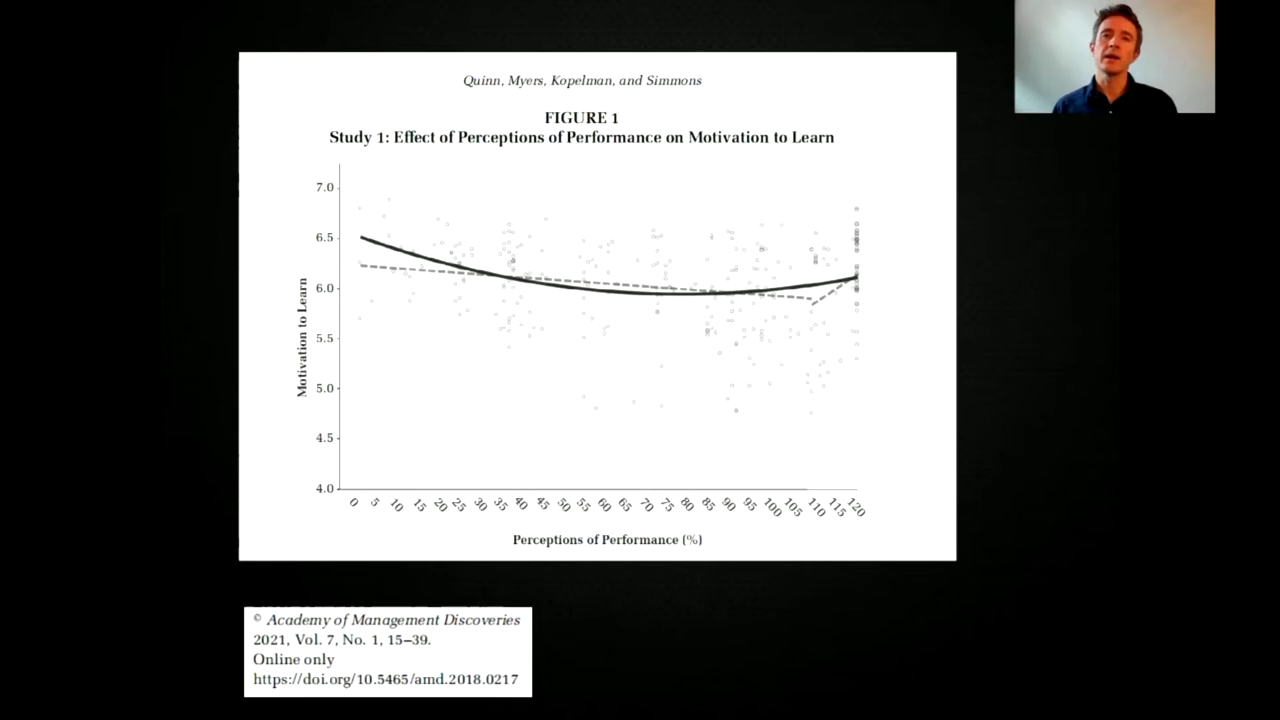 Quinn, Myers, Kopelman, and Simmons
FIGURE 1
Study 1: Effect of Perceptions of Performance on Motivation to Learn
7.0
6.5
6.0
5.5
5.0
4.5
4.0
Motivation to Learn
0 5 10 15 20 25 30 35 40 45 50 55 60 65 70 75 80 85 90 95 100 105 110 115 120
Perceptions of Performance (%)
© Academy of Management Discoveries
2021, Vol. 7, No. 1, 15–39.
Online only
https://doi.org/10.5465/amd.2018.0217